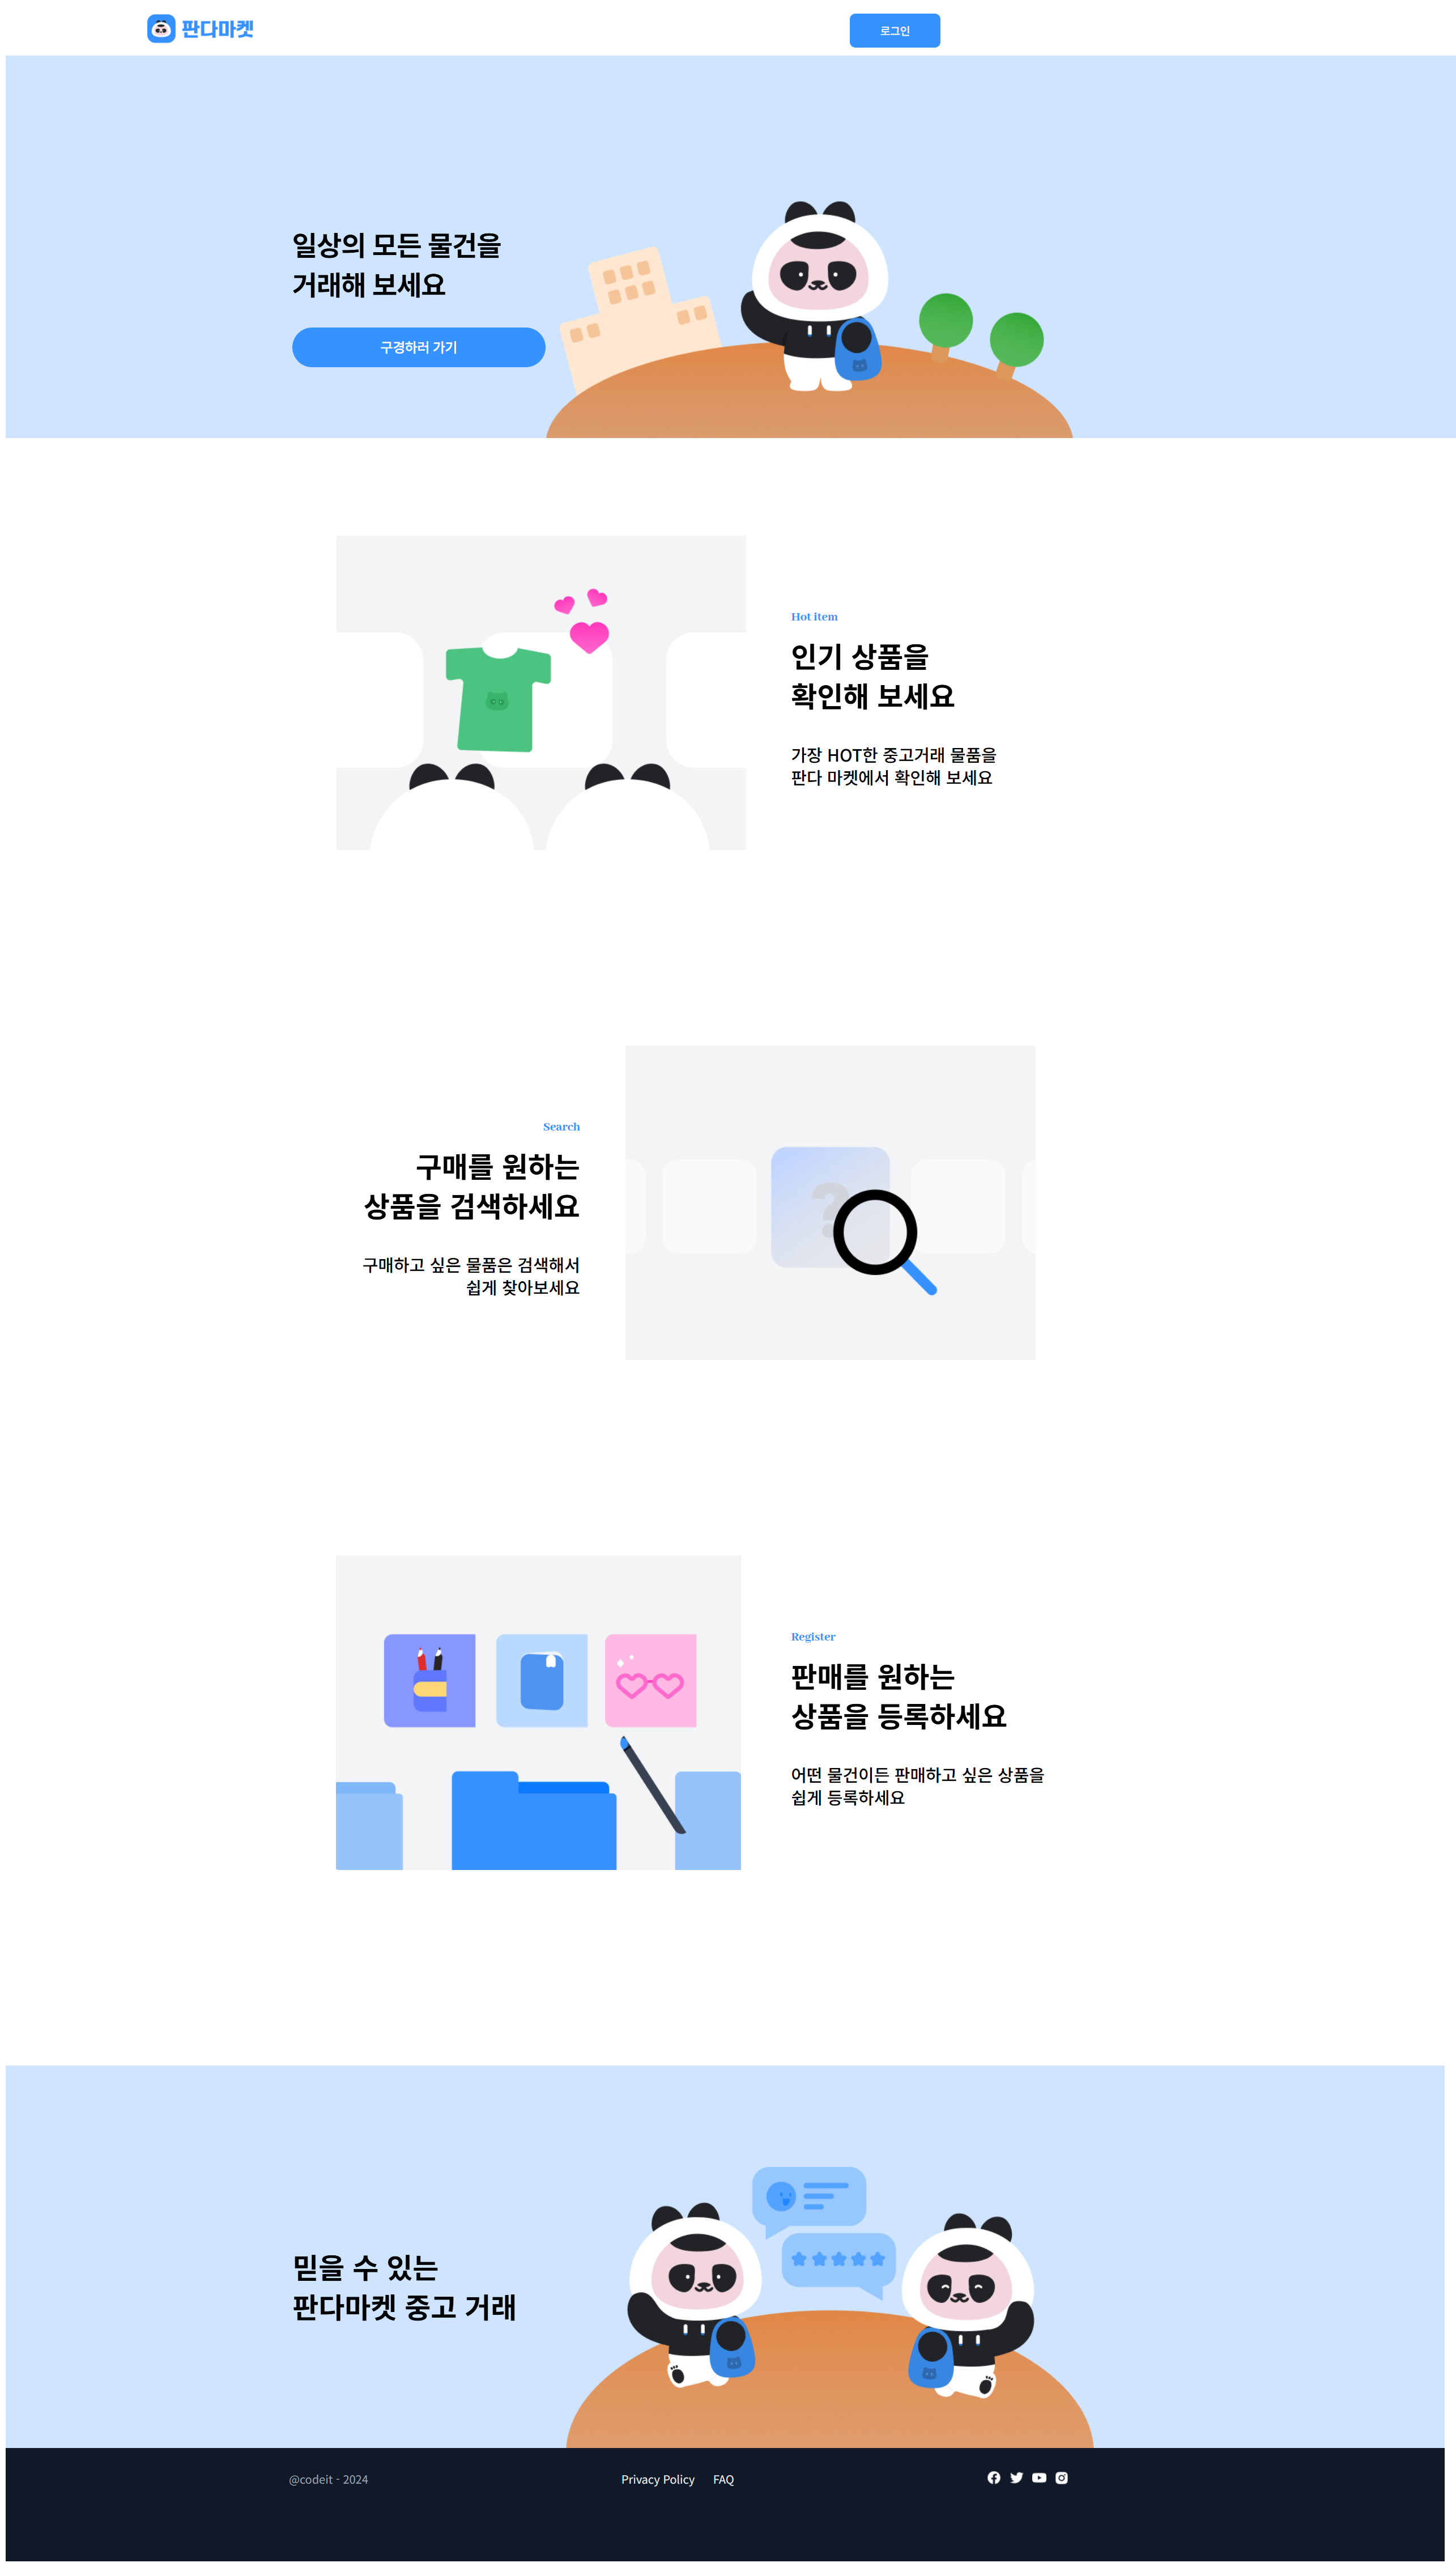 판다마켓
로그인
일상의 모든 물건을
거래해 보세요
구경하러 가기
Hot item
인기 상품을
확인해 보세요
가장 HOT한 중고거래 물품을
판다 마켓에서 확인해 보세요
Search
구매를 원하는
상품을 검색하세요
구매하고 싶은 물품은 검색해서
쉽게 찾아보세요
?
Register
판매를 원하는
상품을 등록하세요
어떤 물건이든 판매하고 싶은 상품을
쉽게 등록하세요
믿을 수 있는
판다마켓 중고 거래
@codeit - 2024
Privacy Policy
FAQ